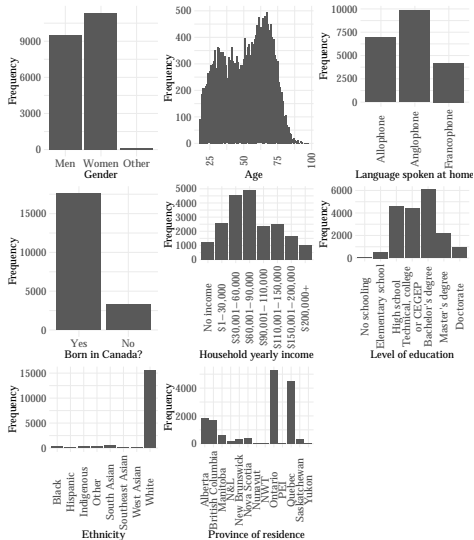 Frequency
9000
6000
3000
0
Men Women Other
Gender
Frequency
500
400
300
200
100
0
25 50 75 100
Age
Frequency
10000
7500
5000
2500
0
Allophone
Anglophone
Francophone
Language spoken at home
Frequency
15000
10000
5000
0
Yes No
Born in Canada?
Frequency
5000
4000
3000
2000
1000
0
No income
$1-30,000
$30,001-60,000
$60,001-90,000
$90,001-110,000
$110,001-150,000
$150,001-200,000
$200,000+
Household yearly income
Frequency
6000
4000
2000
0
No schooling
Elementary school
High school
Technical, college
or CEGEP
Bachelor's degree
Master's degree
Doctorate
Level of education
Frequency
15000
10000
5000
0
Black
Hispanic
Indigenous
Other
South Asian
Southeast Asian
West Asian
White
Ethnicity
Frequency
4000
2000
0
Alberta
British Columbia
Manitoba
N&L
New Brunswick
Nova Scotia
Nunavut
NWT
Ontario
PEI
Quebec
Saskatchewan
Yukon
Province of residence